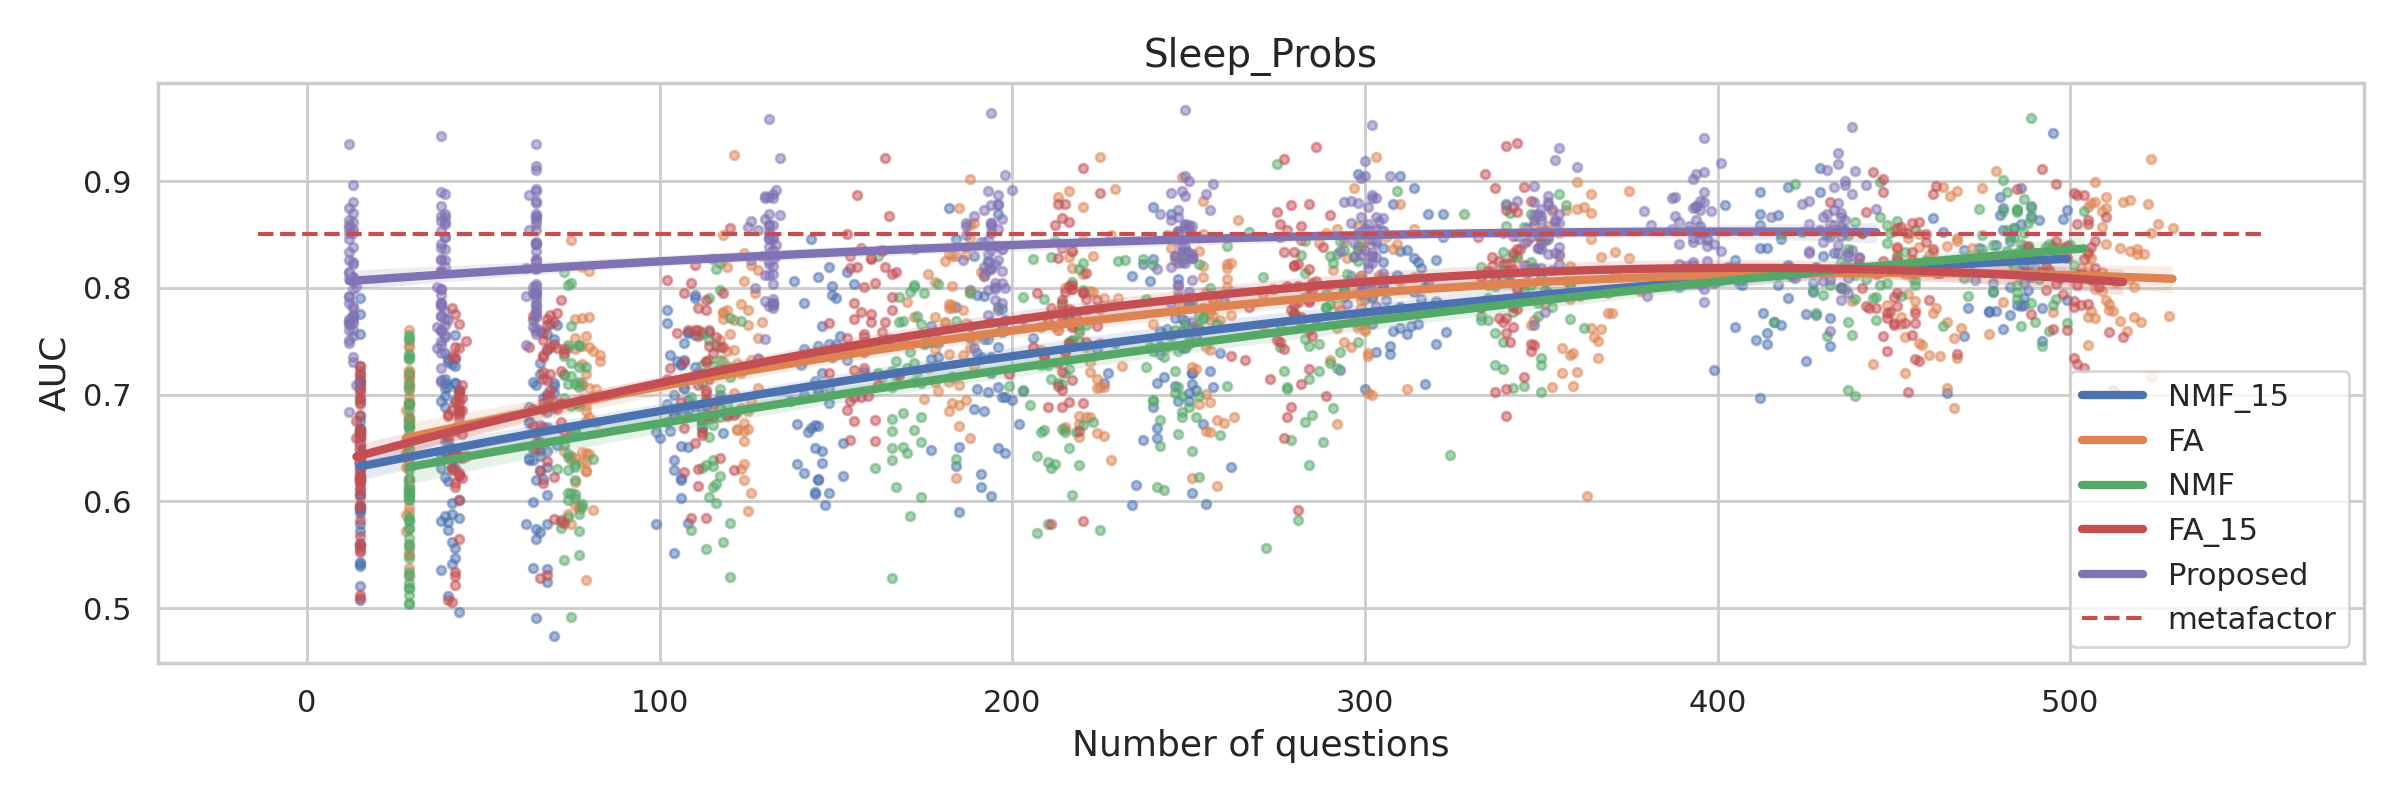 Sleep_Probs
AUC
0.9
0.8
0.7
0.6
0.5
0
100
200
300
400
500
Number of questions
NMF_15
FA
NMF
FA_15
Proposed
metafactor